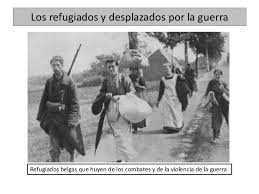 Los refugiados y desplazados por la guerra
Refugiados belgas que huyen de los combates y de la violencia de la guerra